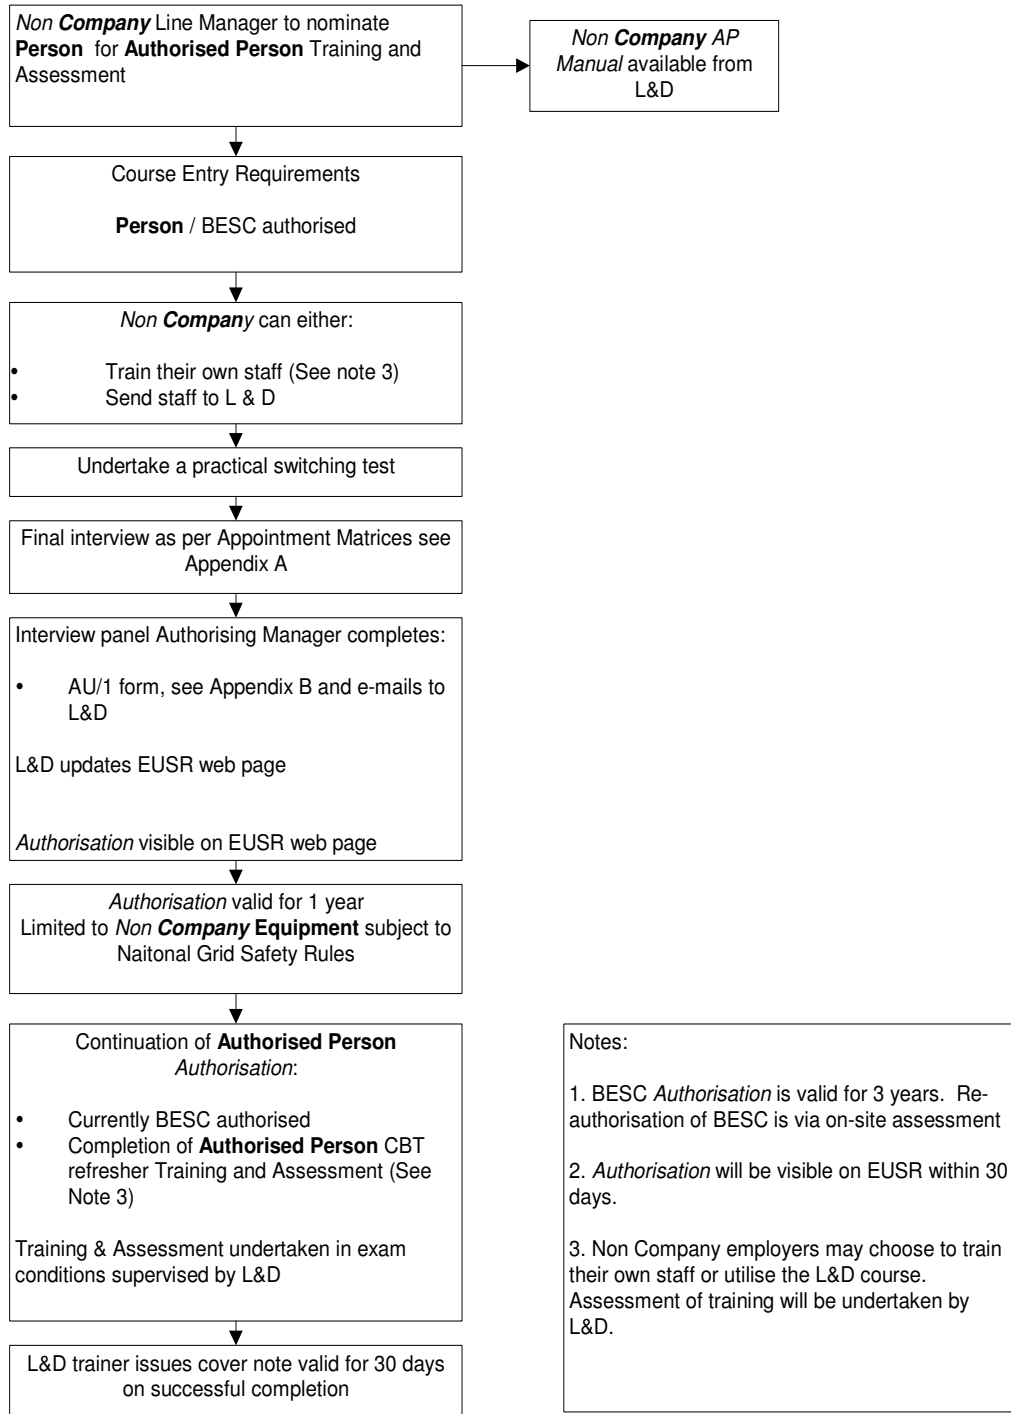 Non Company Line Manager to nominate
Person for Authorised Person Training and
Assessment
Non Company AP
Manual available from
L&D
Course Entry Requirements
Person / BESC authorised
Non Company can either:
• Train their own staff (See note 3)
• Send staff to L & D
Undertake a practical switching test
Final interview as per Appointment Matrices see
Appendix A
Interview panel Authorising Manager completes:
• AU/1 form, see Appendix B and e-mails to
L&D
L&D updates EUSR web page
Authorisation visible on EUSR web page
Authorisation valid for 1 year
Limited to Non Company Equipment subject to
Naitonal Grid Safety Rules
Continuation of Authorised Person
Authorisation:
• Currently BESC authorised
• Completion of Authorised Person CBT
refresher Training and Assessment (See
Note 3)
Training & Assessment undertaken in exam
conditions supervised by L&D
L&D trainer issues cover note valid for 30 days
on successful completion
Notes:
1. BESC Authorisation is valid for 3 years. Re-
authorisation of BESC is via on-site assessment
2. Authorisation will be visible on EUSR within 30
days.
3. Non Company employers may choose to train
their own staff or utilise the L&D course.
Assessment of training will be undertaken by
L&D.